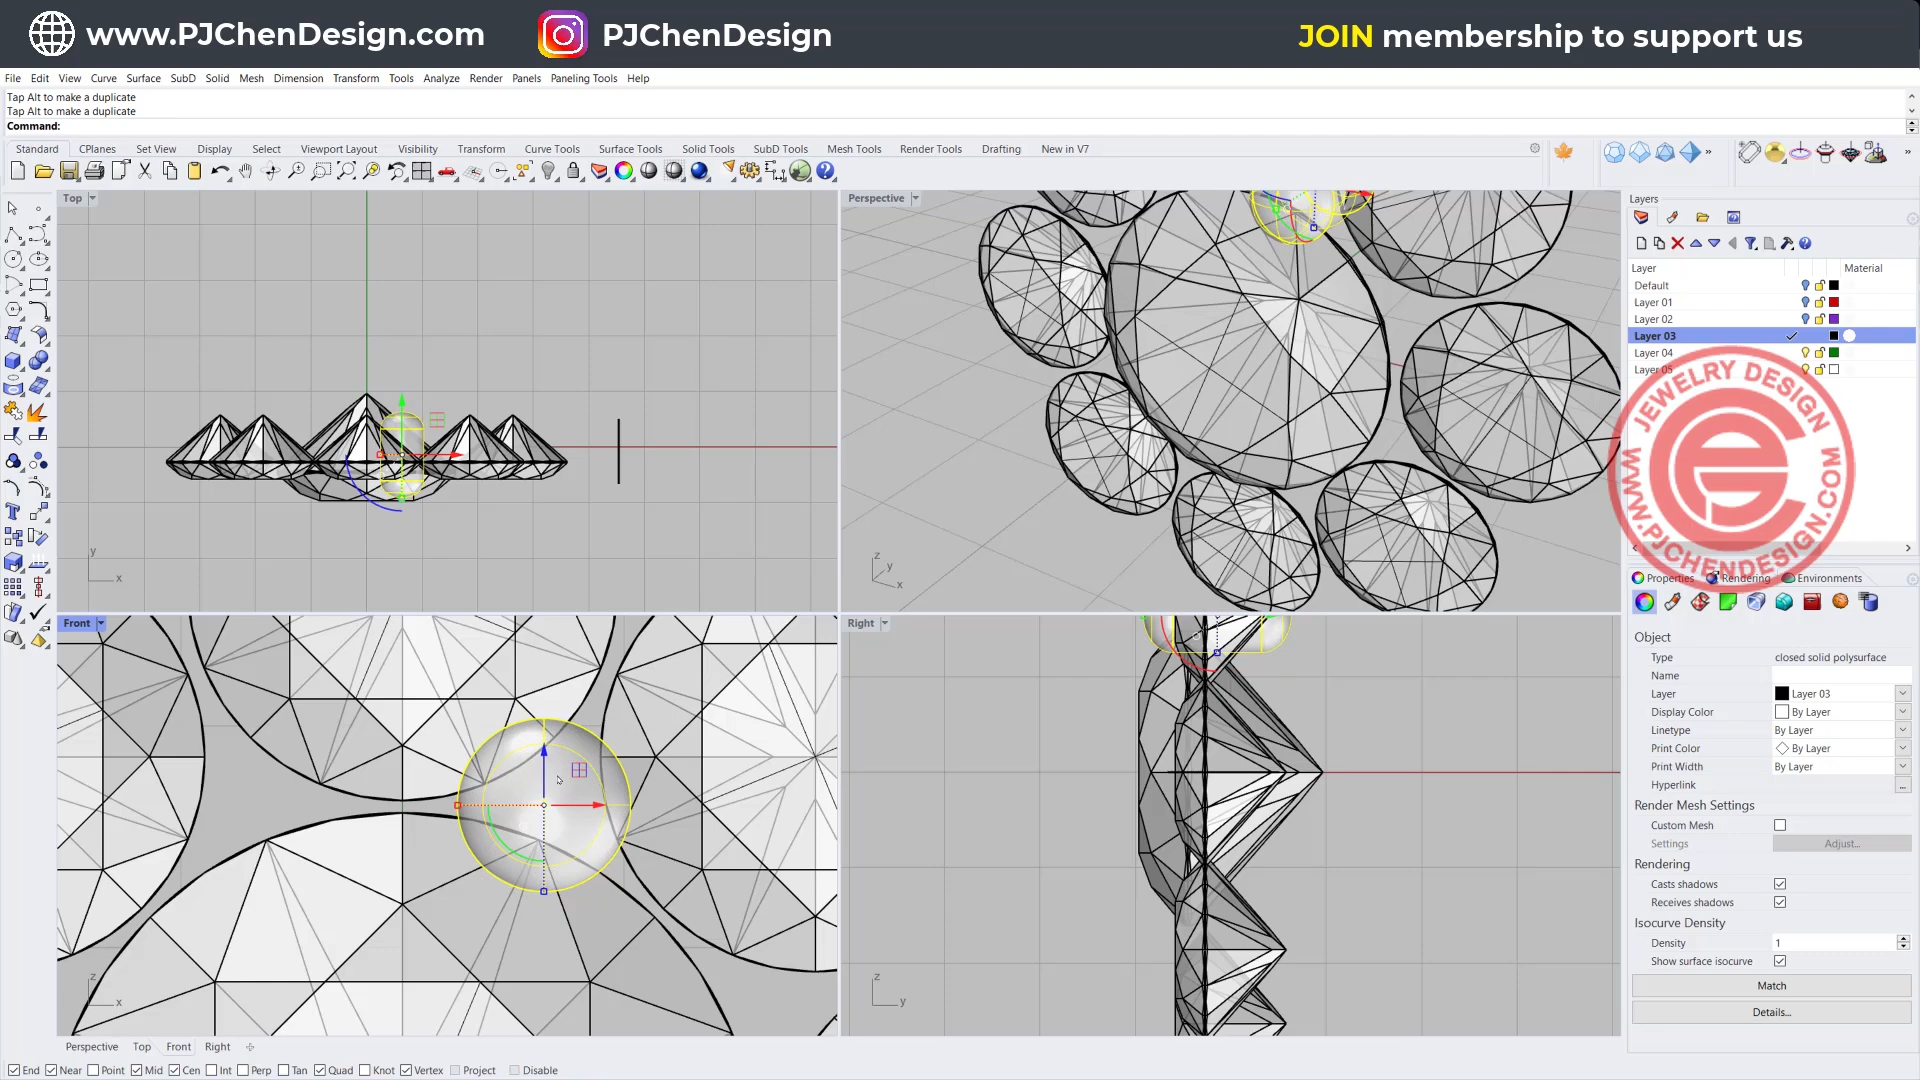 www.PJChenDesign.com
PJChenDesign
JOIN membership to support us
File Edit View Curve Surface SubD Solid Mesh Dimension Transform Tools Analyze Render Panels Paneling Tools Help
Tap Alt to make a duplicate
Tap Alt to make a duplicate
Command:
Standard CPlanes Set View Display Select Viewport Layout Visibility Transform Curve Tools Surface Tools Solid Tools SubD Tools Mesh Tools Render Tools Drafting New in V7
Top
Perspective
Layers
Layer Material
Default
Layer 01
Layer 02
Layer 03
Layer 04
Layer 05
JEWELRY DESIGN
WWW.PJCHENDESIGN.COM
y
x
z
y
x
Front
Right
Properties Rendering Environments
Object
Type closed solid polysurface
Name
Layer Layer 03
Display Color By Layer
Linetype By Layer
Print Color By Layer
Print Width By Layer
Hyperlink ...
Render Mesh Settings
Custom Mesh
Settings Adjust...
Rendering
Casts shadows
Receives shadows
Isocurve Density
Density 1
Show surface isocurve
Match
Details...
z
x
z
y
Perspective Top Front Right
End Near Point Mid Cen Int Perp Tan Quad Knot Vertex Project Disable